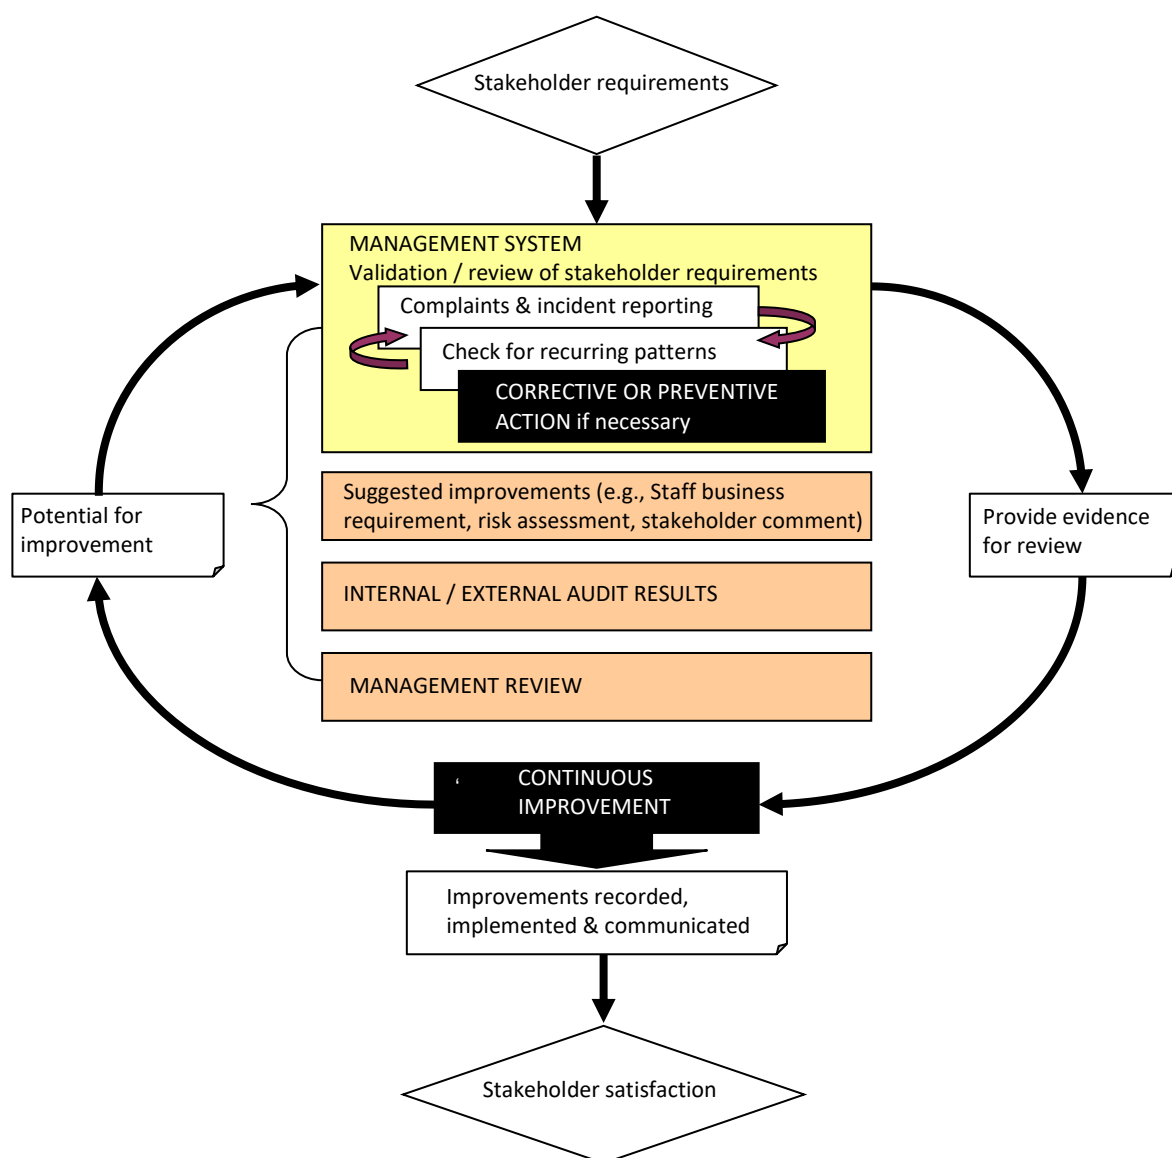 Stakeholder requirements
MANAGEMENT SYSTEM
Validation / review of stakeholder requirements
Complaints & incident reporting
Check for recurring patterns
CORRECTIVE OR PREVENTIVE
ACTION if necessary
Suggested improvements (e.g., Staff business
requirement, risk assessment, stakeholder comment)
Potential for
improvement
Provide evidence
for review
INTERNAL / EXTERNAL AUDIT RESULTS
MANAGEMENT REVIEW
‘ CONTINUOUS
IMPROVEMENT
Improvements recorded,
implemented & communicated
Stakeholder satisfaction